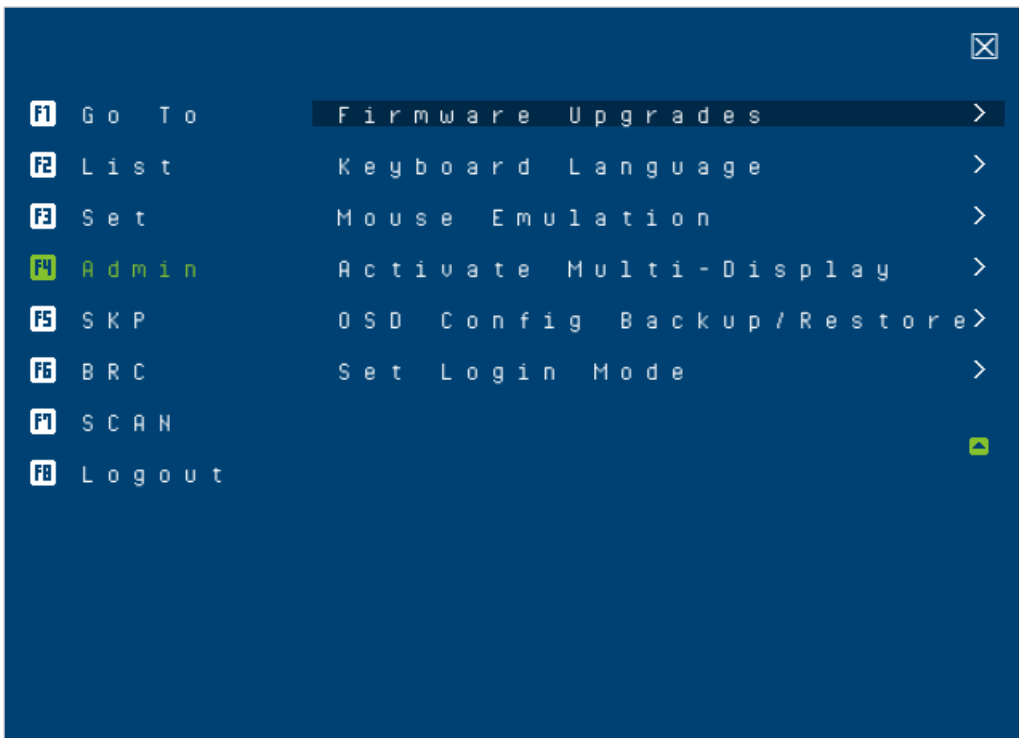 F1 Go To Firmware Upgrades >
F2 List Keyboard Language >
F3 Set Mouse Emulation >
F4 Admin Activate Multi-Display >
F5 SKP OSD Config Backup/Restore >
F6 BRC Set Login Mode >
F7 SCAN
F8 Logout